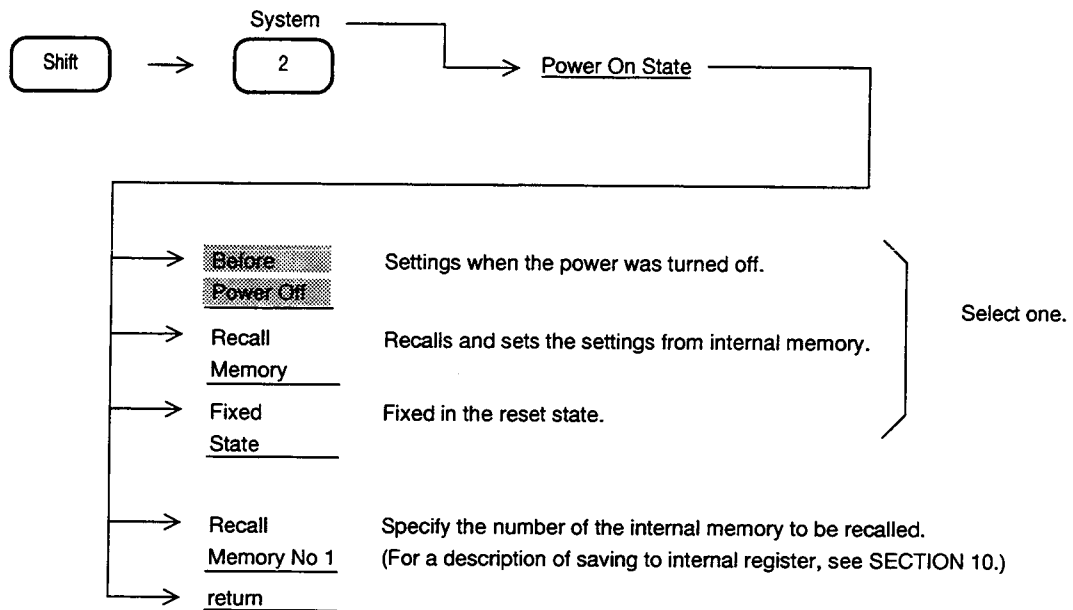 System
Shift
2
Power On State
Before
Power Off
Settings when the power was turned off.
Select one.
Recall
Memory
Recalls and sets the settings from internal memory.
Fixed
State
Fixed in the reset state.
Recall
Memory No 1
Specify the number of the internal memory to be recalled.
(For a description of saving to internal register, see SECTION 10.)
return